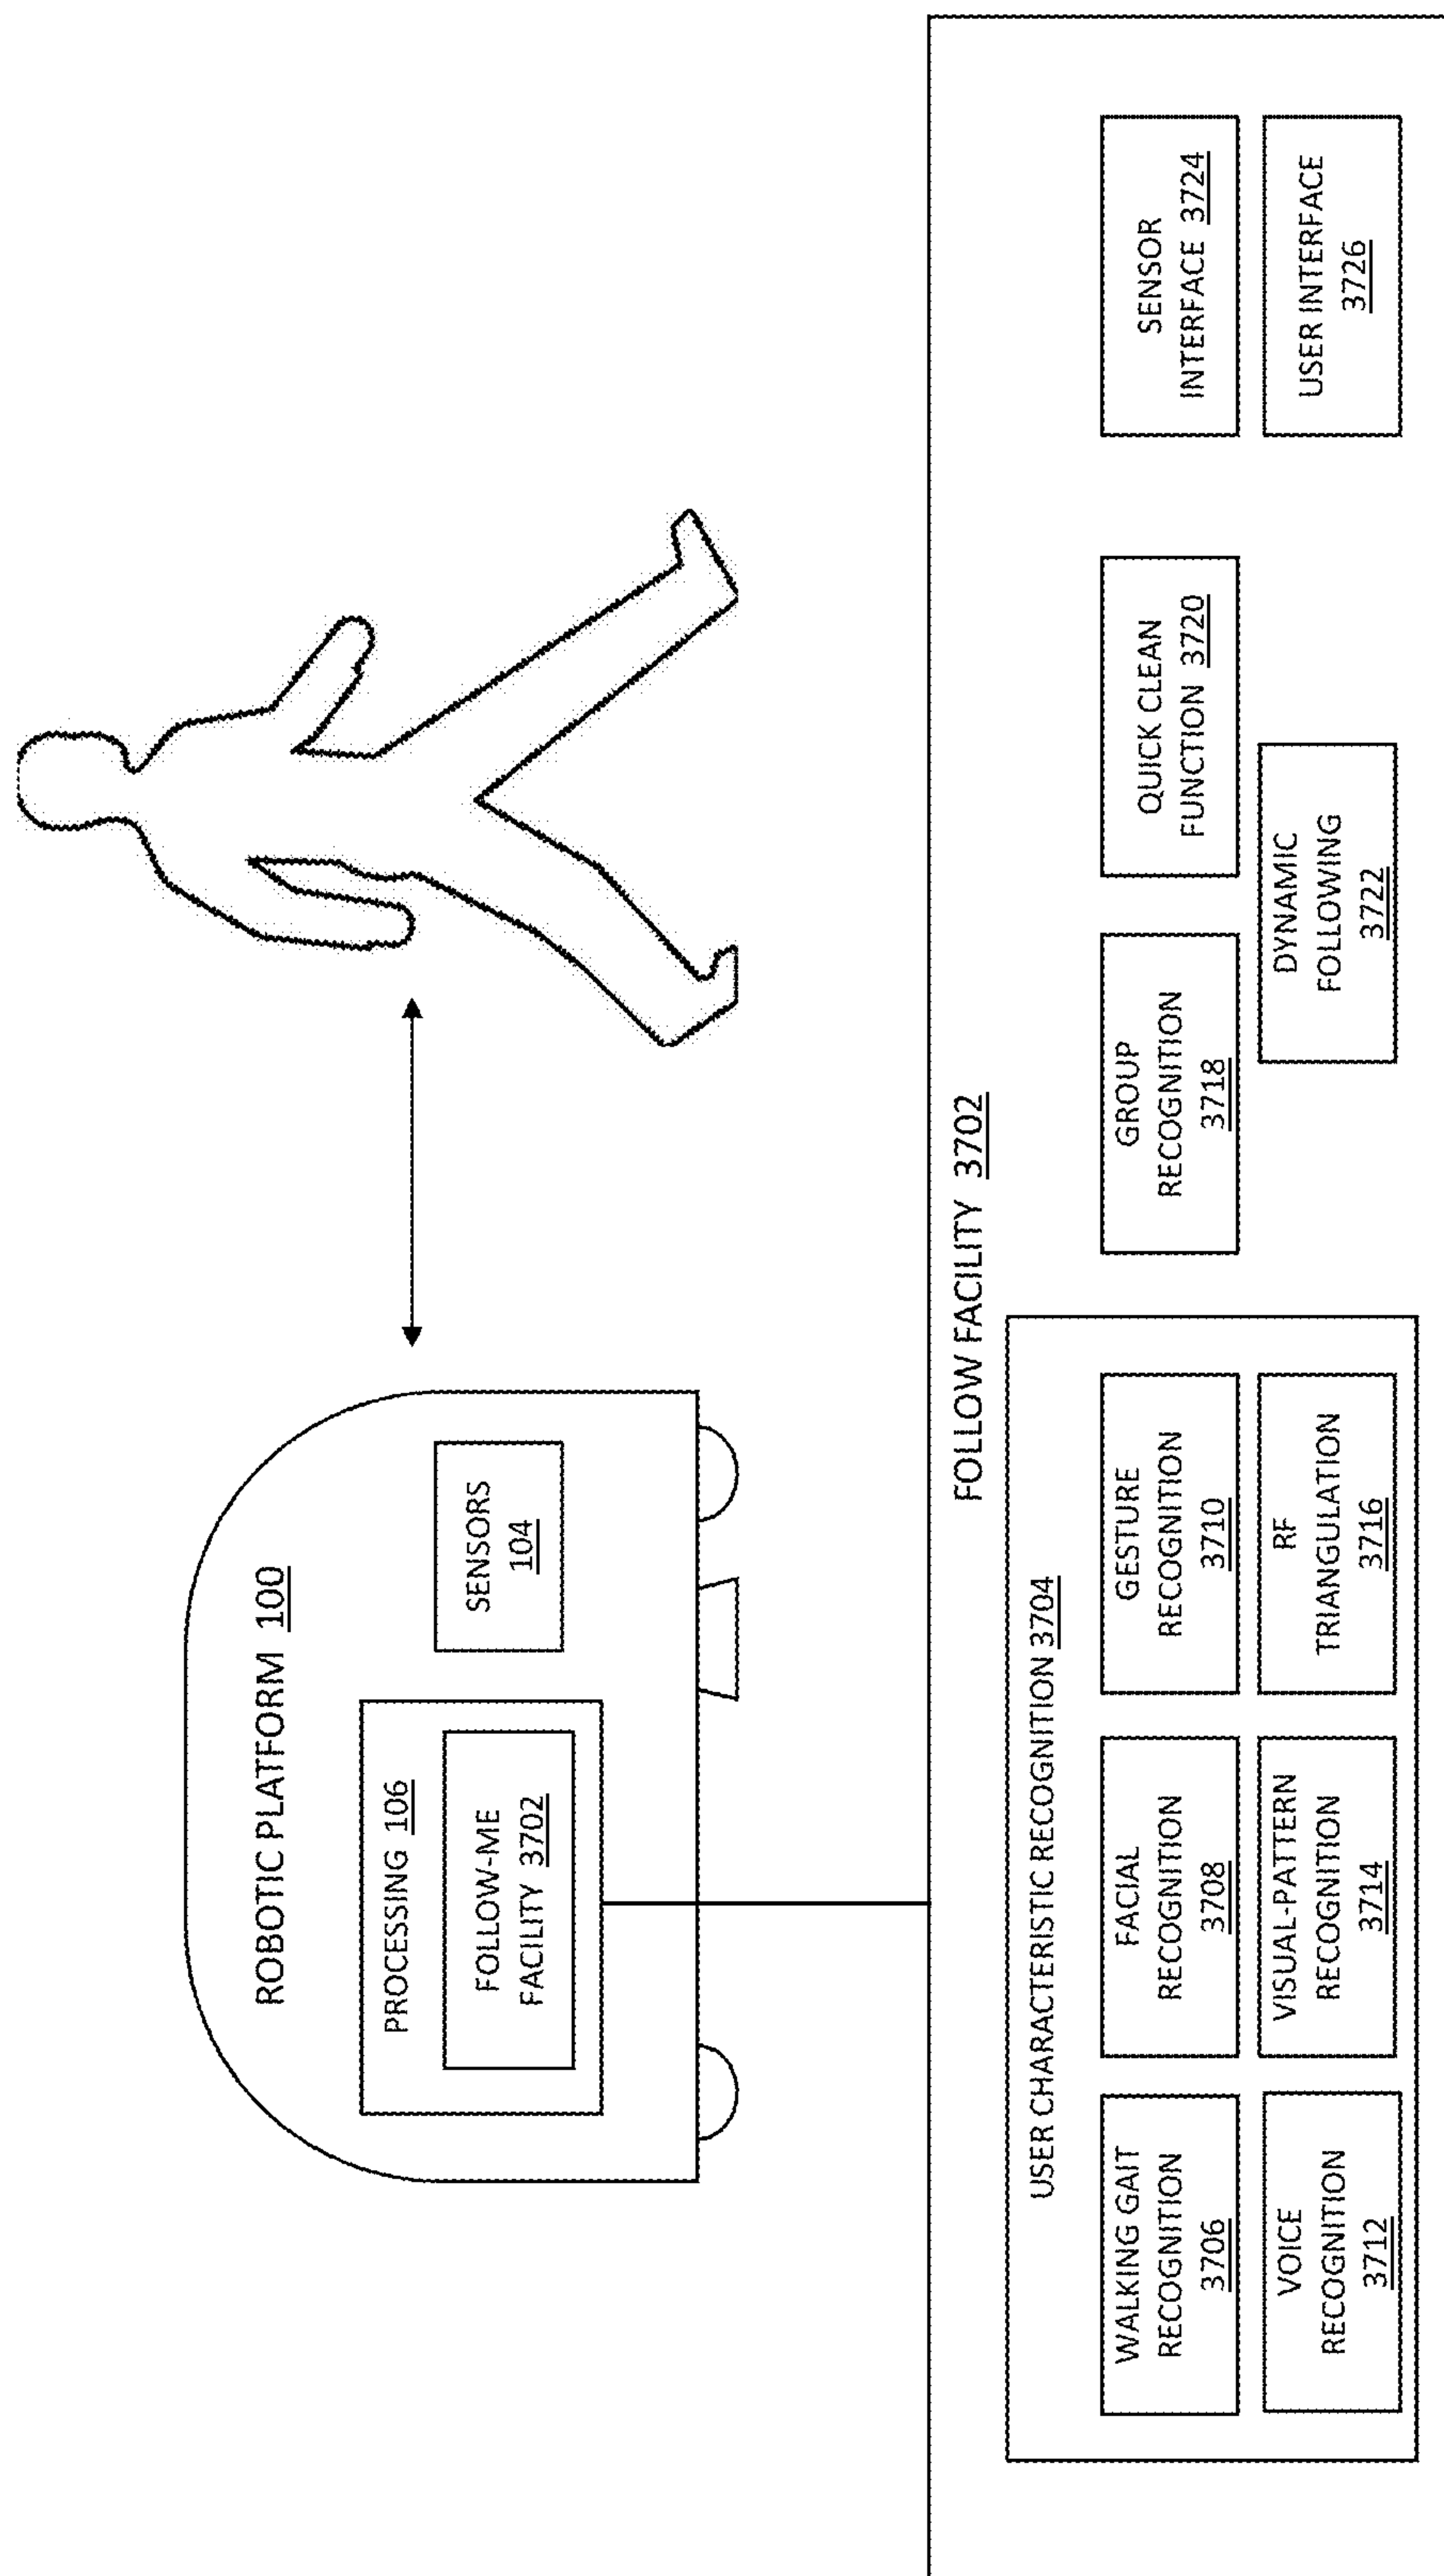 ROBOTIC PLATFORM 100
PROCESSING 106
FOLLOW-ME
FACILITY 3702
SENSORS
104
FOLLOW FACILITY 3702
USER CHARACTERISTIC RECOGNITION 3704
WALKING GAIT
RECOGNITION
3706
FACIAL
RECOGNITION
3708
GESTURE
RECOGNITION
3710
VOICE
RECOGNITION
3712
VISUAL-PATTERN
RECOGNITION
3714
RF
TRIANGULATION
3716
GROUP
RECOGNITION
3718
QUICK CLEAN
FUNCTION 3720
DYNAMIC
FOLLOWING
3722
SENSOR
INTERFACE 3724
USER INTERFACE
3726